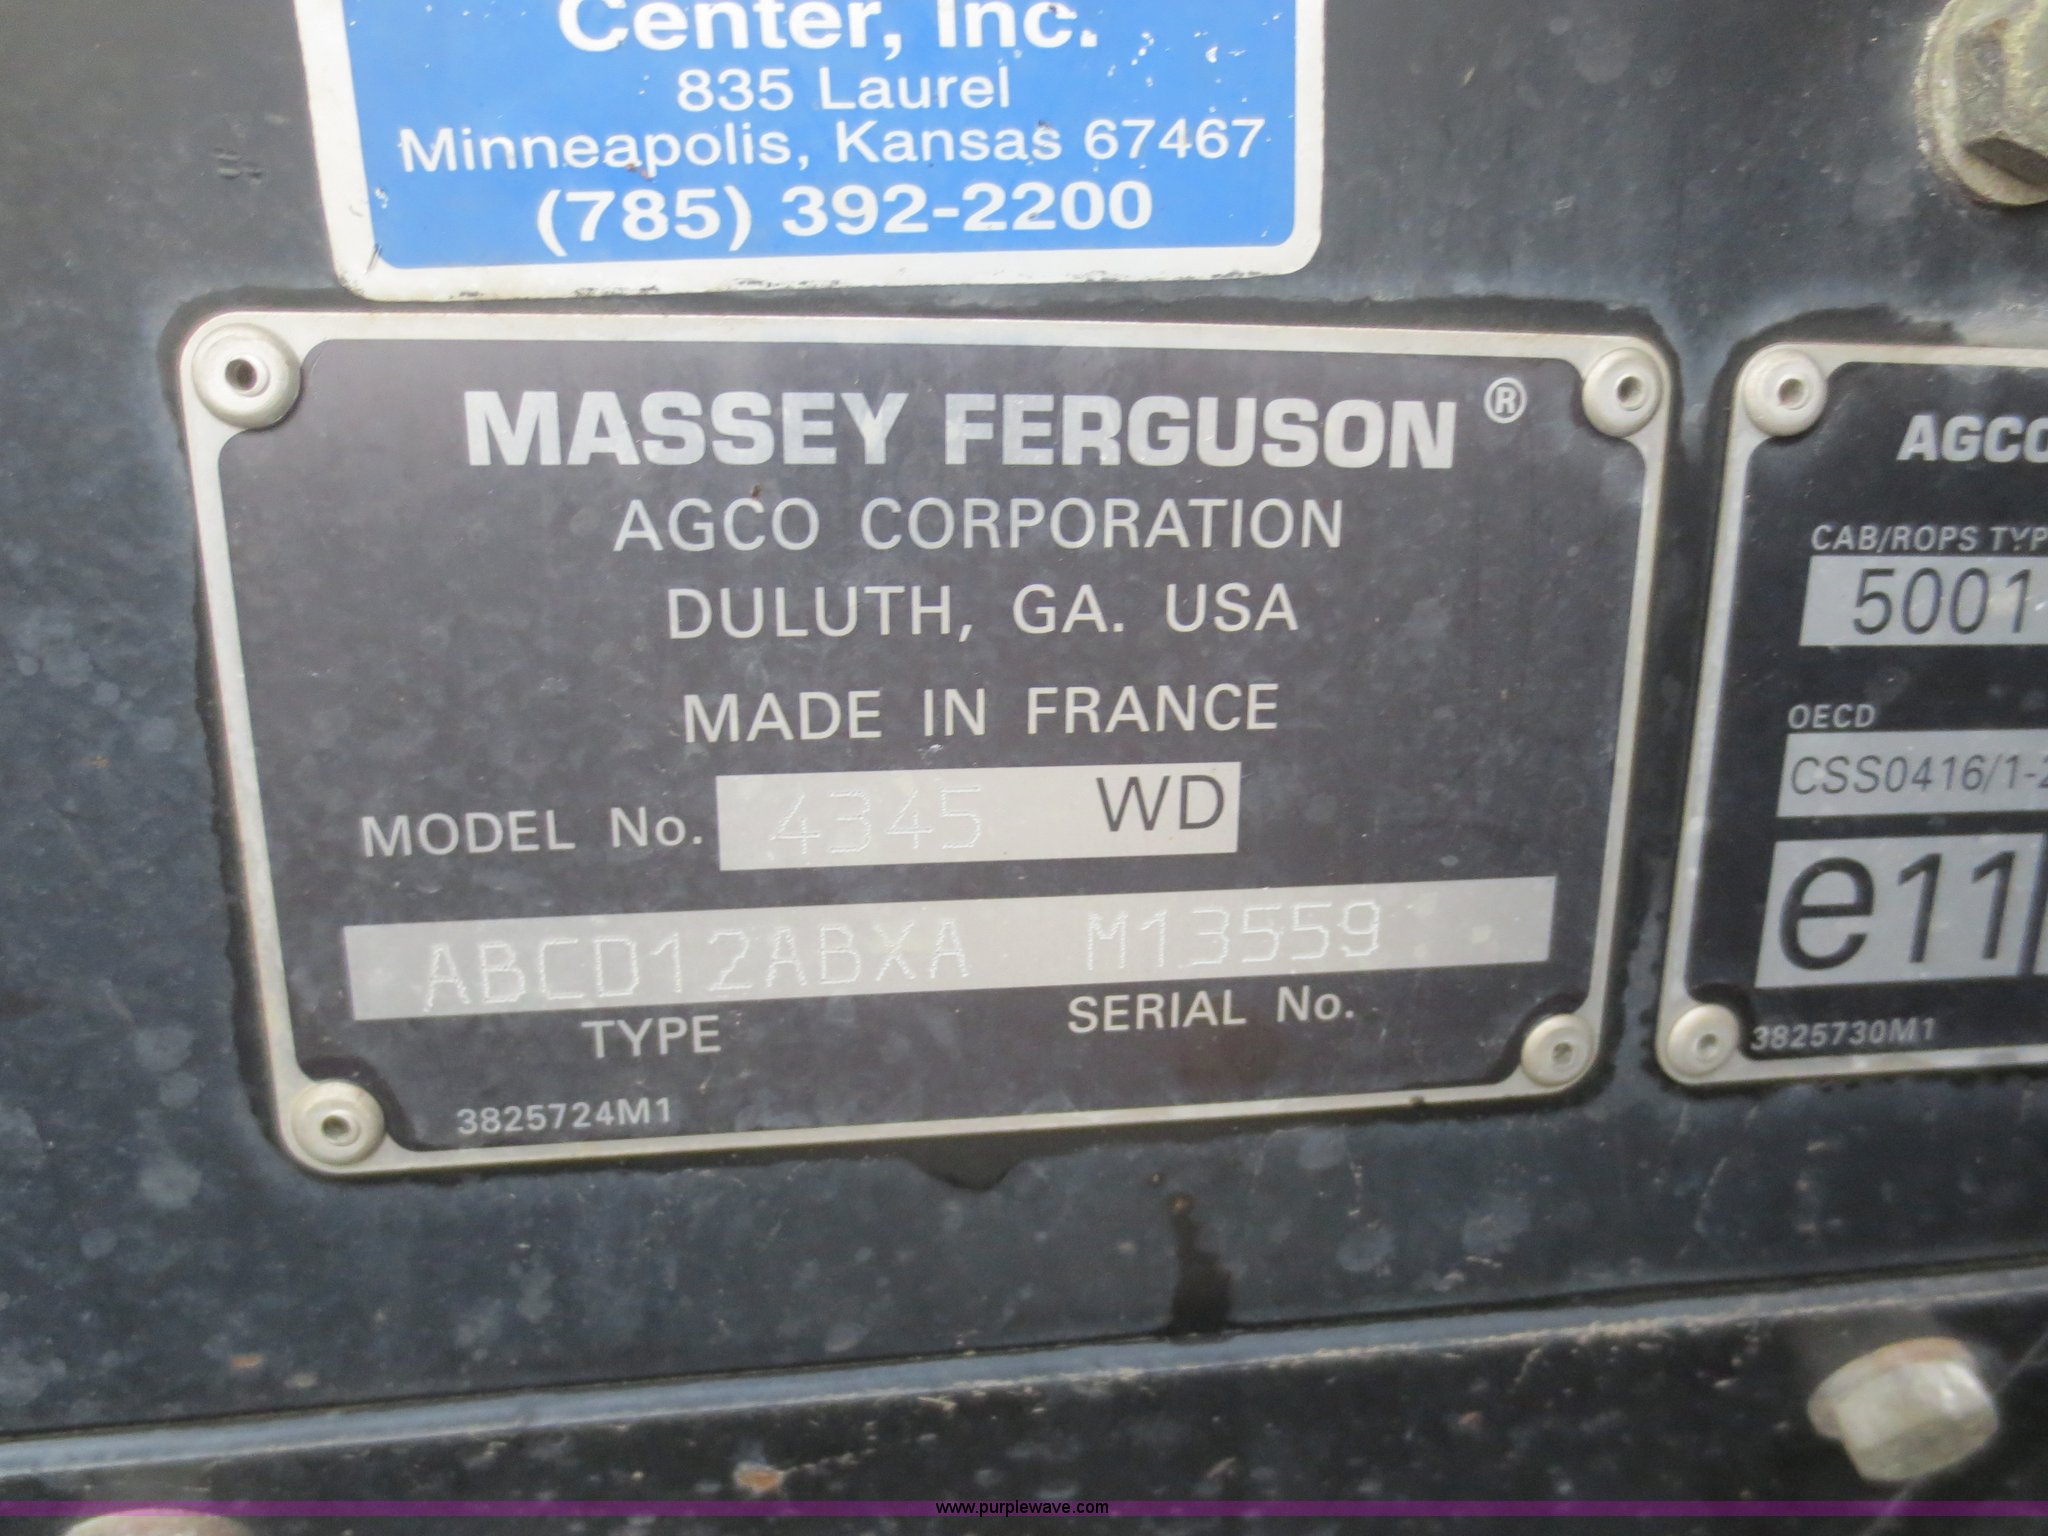 Center, Inc.
835 Laurel
Minneapolis, Kansas 67467
(785) 392-2200
MASSEY FERGUSON ®
AGCO CORPORATION
DULUTH, GA. USA
MADE IN FRANCE
MODEL No. 4345 WD
ABCD12ABXA M13559
TYPE SERIAL No.
3825724M1
AGCO
CAB/ROPS TYP
5001-
OECD
CSS0416/1-2
e11
3825730M1
www.purplewave.com